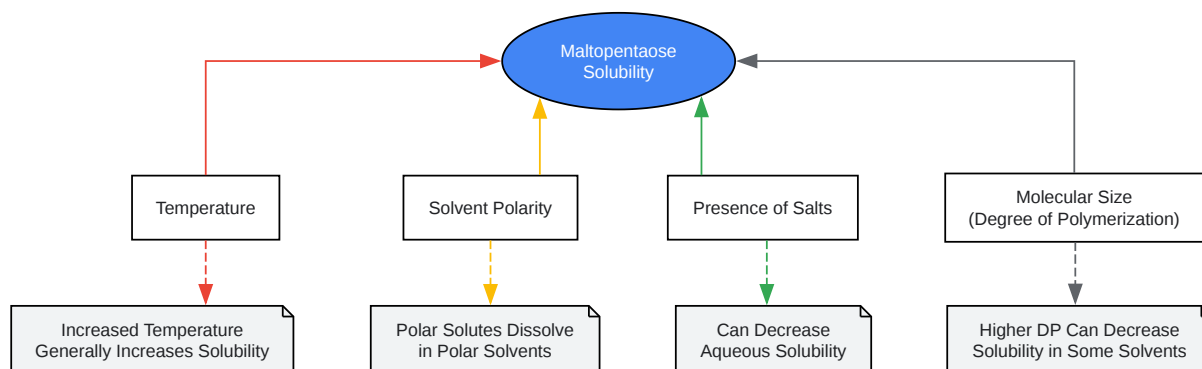 Maltopentaose
Solubility
Temperature
Solvent Polarity
Presence of Salts
Molecular Size
(Degree of Polymerization)
Increased Temperature
Generally Increases Solubility
Polar Solutes Dissolve
in Polar Solvents
Can Decrease
Aqueous Solubility
Higher DP Can Decrease
Solubility in Some Solvents